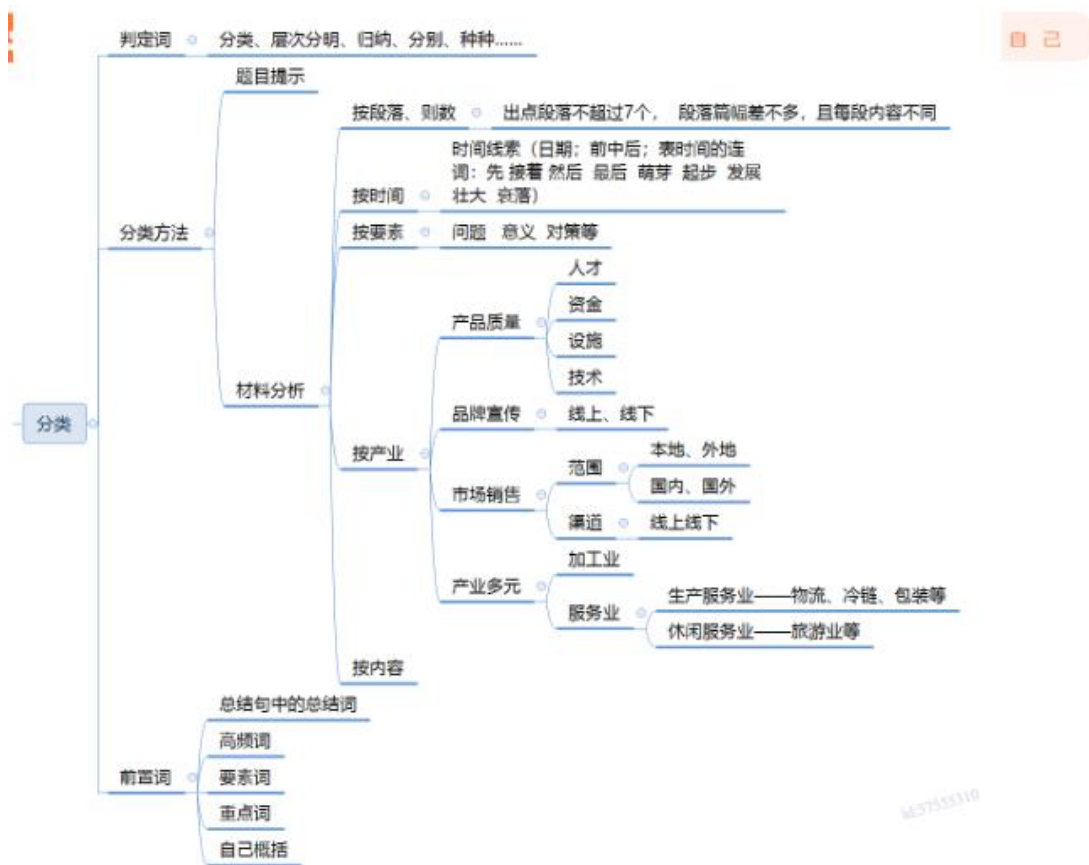 自 己
判定词
分类、层次分明、归纳、分别、种种……
题目提示
按段落、则数
出点段落不超过7个， 段落篇幅差不多，且每段内容不同
时间线索（日期；前中后；表时间的连
词：先 接着 然后 最后 萌芽 起步 发展
壮大 衰落）
按时间
分类方法
按要素
问题 意义 对策等
人才
资金
产品质量
设施
技术
材料分析
品牌宣传
线上、线下
分类
按产业
本地、外地
范围
国内、国外
市场销售
渠道
线上线下
加工业
产业多元
生产服务业——物流、冷链、包装等
服务业
休闲服务业——旅游业等
按内容
总结句中的总结词
高频词
前置词
要素词
重点词
自己概括
id:57555310